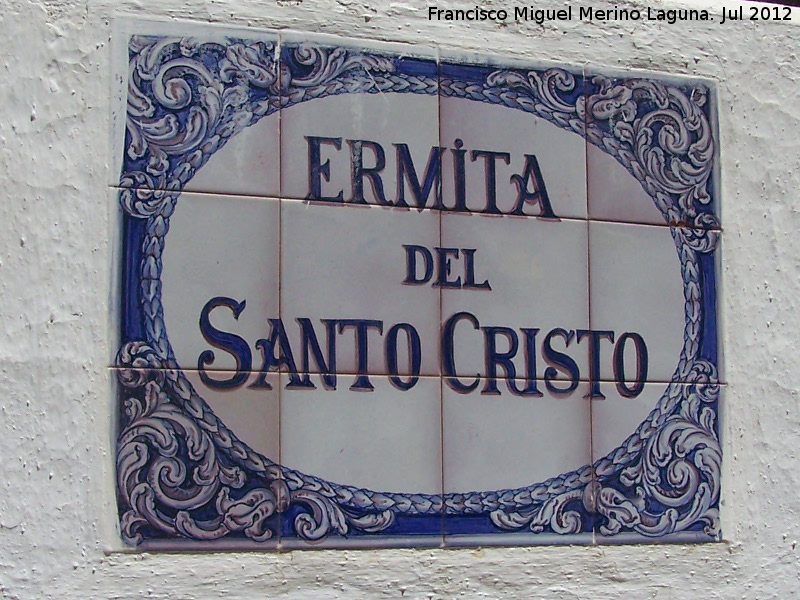 Francisco Miguel Merino Laguna. Jul 2012
ERMiTA
DEL
SANTO CRISTO